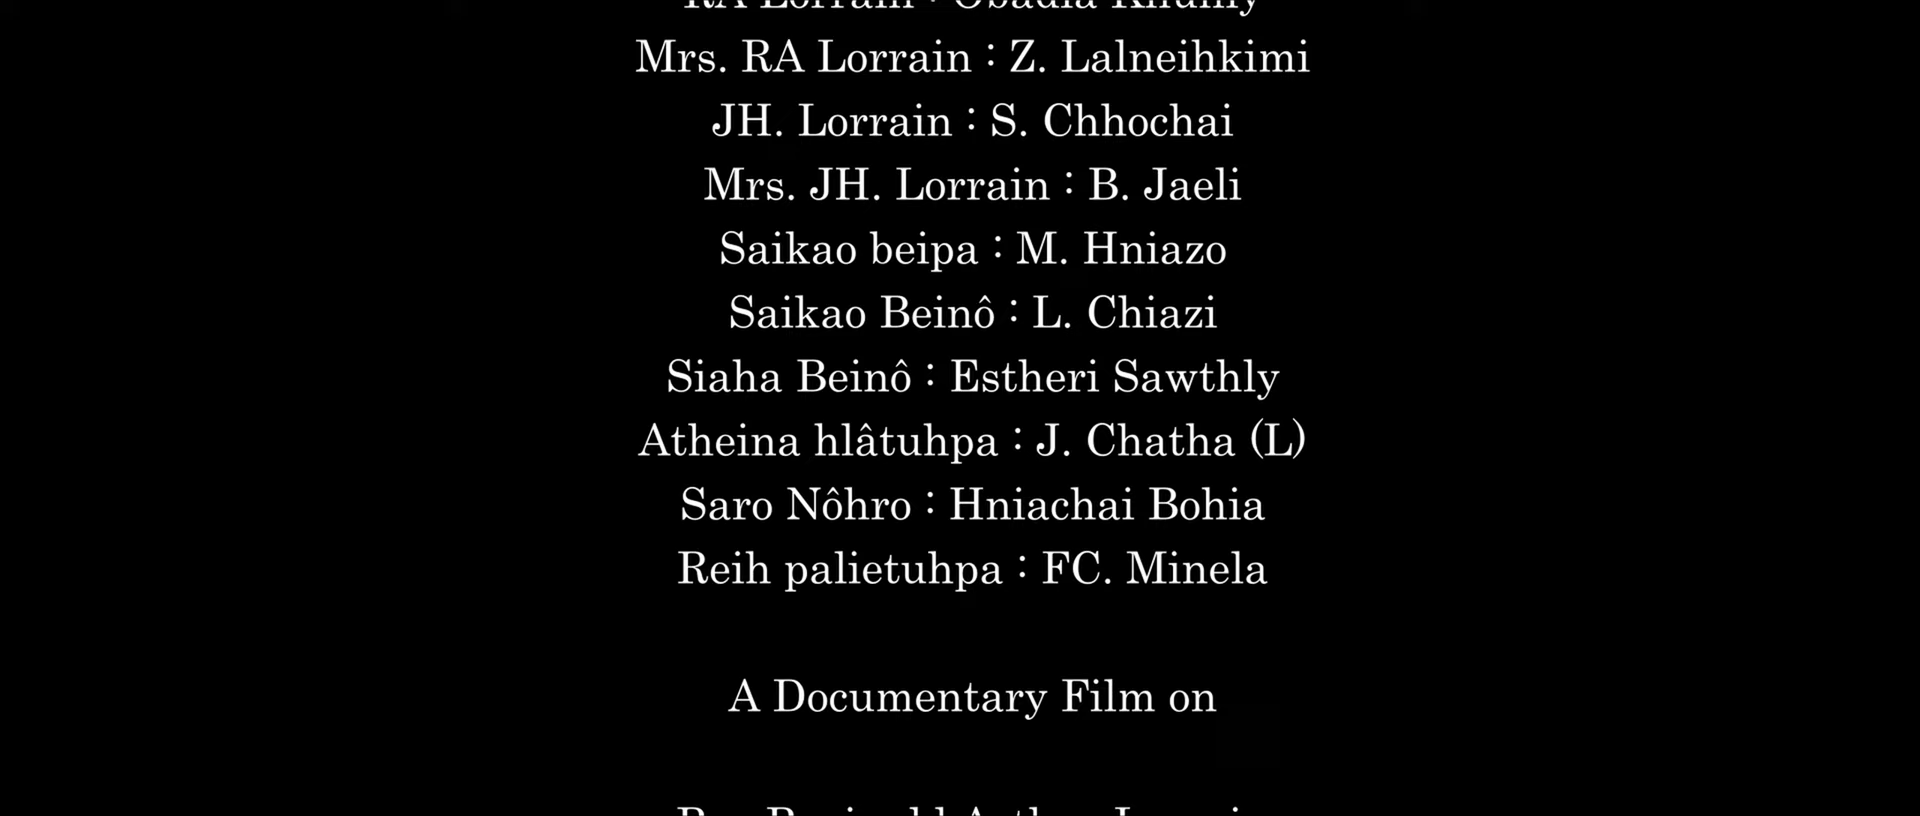 RA Lorrain : Obadia
Mrs. RA Lorrain : Z. Lalneihkimi
JH. Lorrain : S. Chhochai
Mrs. JH. Lorrain : B. Jaeli
Saikao beipa : M. Hniazo
Saikao Beinô : L. Chiazi
Siaha Beinô : Estheri Sawthly
Atheina hlâtuhpa : J. Chatha (L)
Saro Nôhro : Hniachai Bohia
Reih palietuhpa : FC. Minela
A Documentary Film on